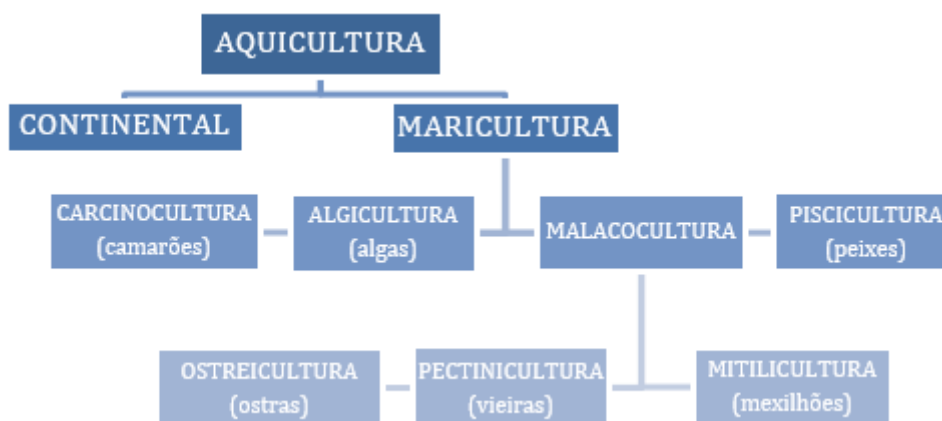 AQUICULTURA
CONTINENTAL
MARICULTURA
CARCINOCULTURA
(camarões)
ALGICULTURA
(algas)
MALACOCULTURA
PISCICULTURA
(peixes)
OSTREICULTURA
(ostras)
PECTINICULTURA
(vieiras)
MITILICULTURA
(mexilhões)